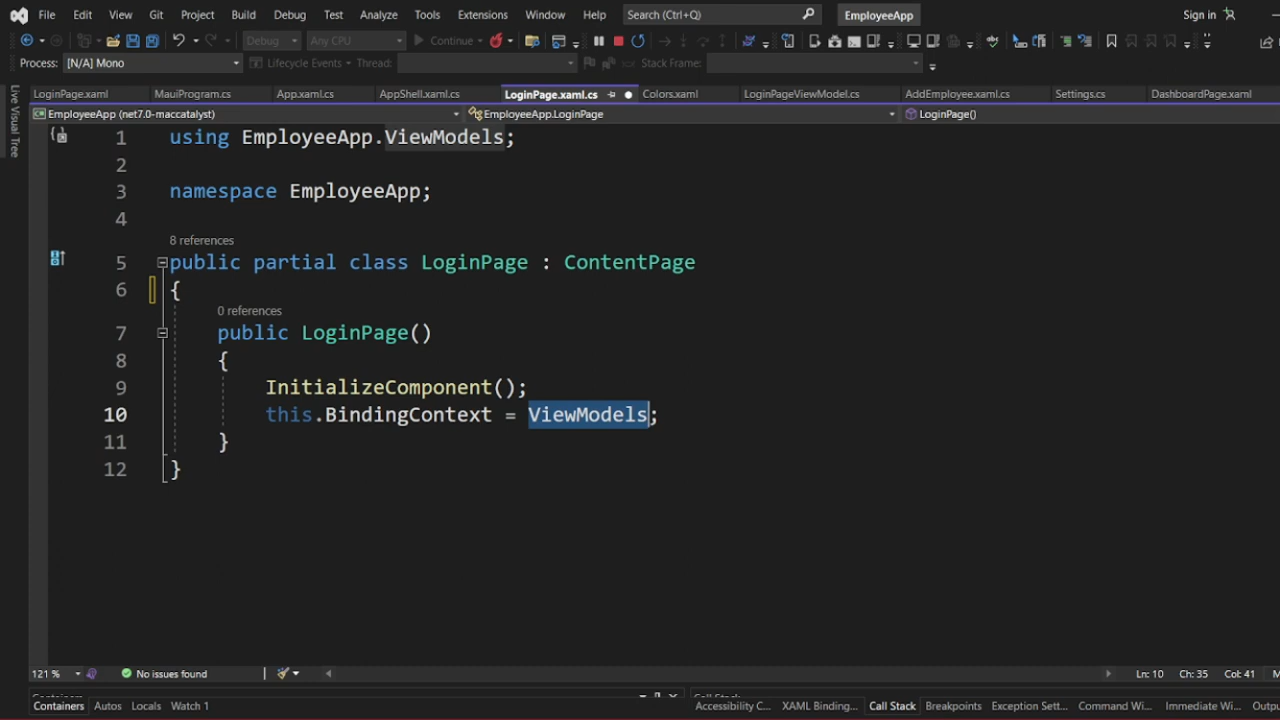 File Edit View Git Project Build Debug Test Analyze Tools Extensions Window Help Search (Ctrl+Q) EmployeeApp Sign in
Debug Any CPU Continue
Process: [N/A] Mono Lifecycle Events Thread: Stack Frame:
LoginPage.xaml MauiProgram.cs App.xaml.cs AppShell.xaml.cs LoginPage.xaml.cs Colors.xaml LoginPageViewModel.cs AddEmployee.xaml.cs Settings.cs DashboardPage.xaml
Live Visual Tree
EmployeeApp (net7.0-maccatalyst) EmployeeApp.LoginPage LoginPage()
1 using EmployeeApp.ViewModels;
2
3 namespace EmployeeApp;
4
8 references
5 public partial class LoginPage : ContentPage
6 {
0 references
7 public LoginPage()
8 {
9 InitializeComponent();
10 this.BindingContext = ViewModels;
11 }
12 }
121 % No issues found Ln: 10 Ch: 35 Col: 41
Containers Call Stack
Containers Autos Locals Watch 1 Accessibility C... XAML Binding... Call Stack Breakpoints Exception Sett... Command Wi... Immediate Wi...